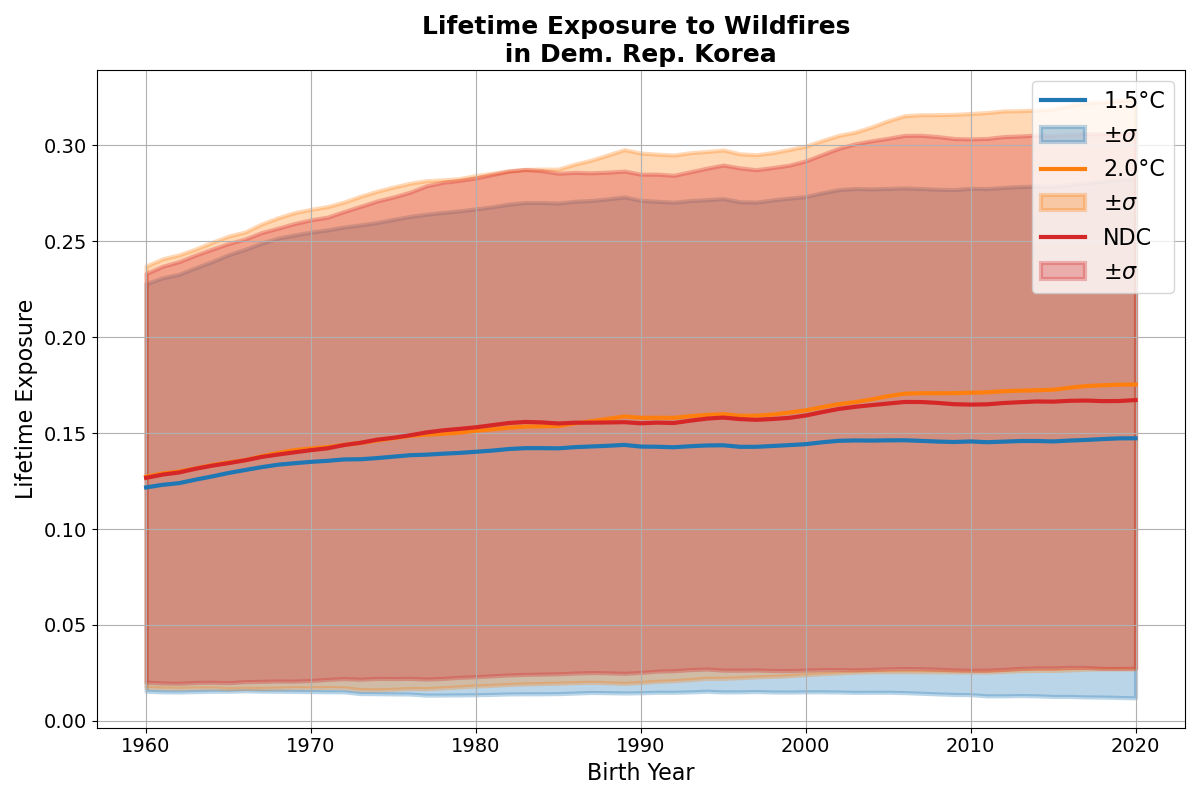 Lifetime Exposure to Wildfires
in Dem. Rep. Korea
1.5°C
±σ
2.0°C
±σ
NDC
±σ
Lifetime Exposure
0.30
0.25
0.20
0.15
0.10
0.05
0.00
1960 1970 1980 1990 2000 2010 2020
Birth Year